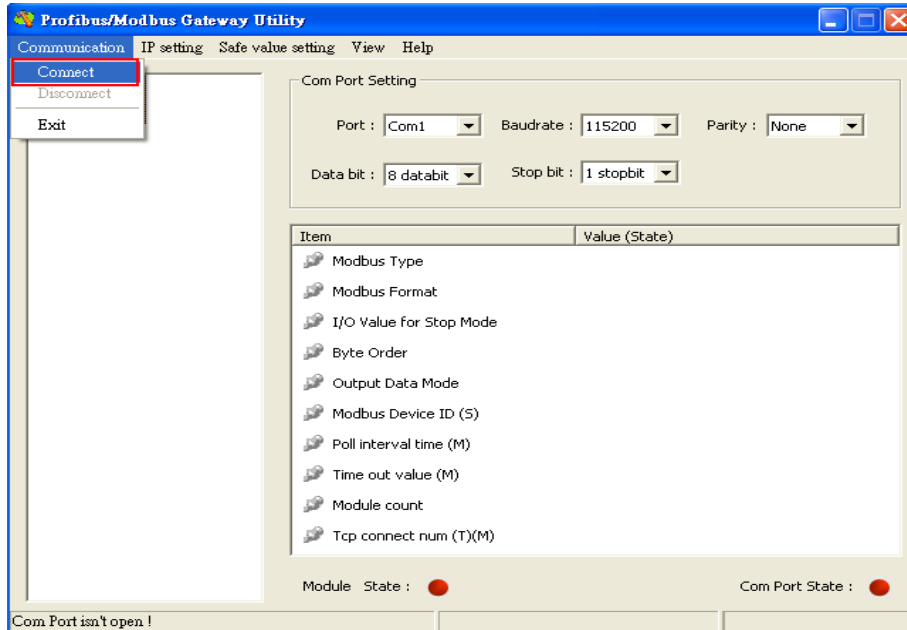 Profibus/Modbus Gateway Utility
Communication IP setting Safe value setting View Help
Connect
Disconnect
Exit
Com Port Setting
Port : Com1 Baudrate : 115200 Parity : None
Data bit : 8 databit Stop bit : 1 stopbit
Item Value (State)
Modbus Type
Modbus Format
I/O Value for Stop Mode
Byte Order
Output Data Mode
Modbus Device ID (S)
Poll interval time (M)
Time out value (M)
Module count
Tcp connect num (T)(M)
Module State : Com Port State :
Com Port isn't open !